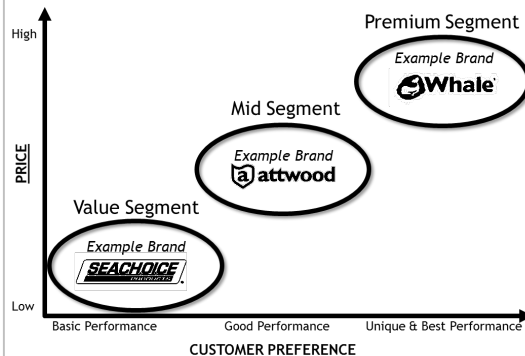 Premium Segment
High
Example Brand
Whale
Mid Segment
Example Brand
a attwood
PRICE
Value Segment
Example Brand
SEACHOICE
PRODUCTS
Low
Basic Performance
Good Performance
Unique & Best Performance
CUSTOMER PREFERENCE